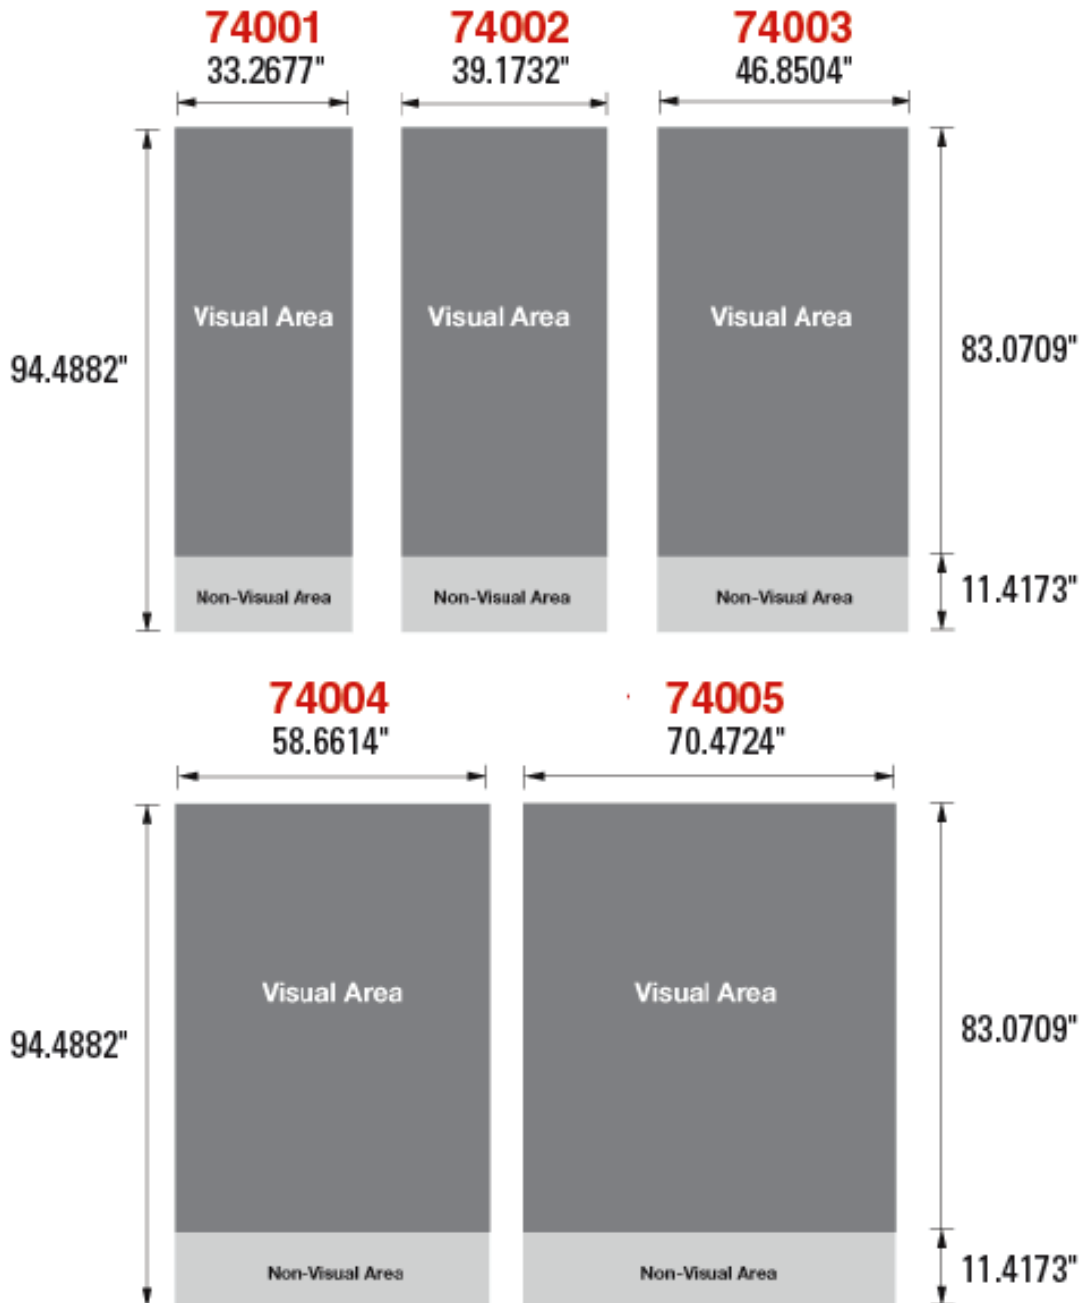 74001 74002 74003
33.2677" 39.1732" 46.8504"
Visual Area Visual Area Visual Area
94.4882" 83.0709"
Non-Visual Area Non-Visual Area Non-Visual Area 11.4173"
74004 74005
58.6614" 70.4724"
Visual Area Visual Area
94.4882" 83.0709"
Non-Visual Area Non-Visual Area 11.4173"